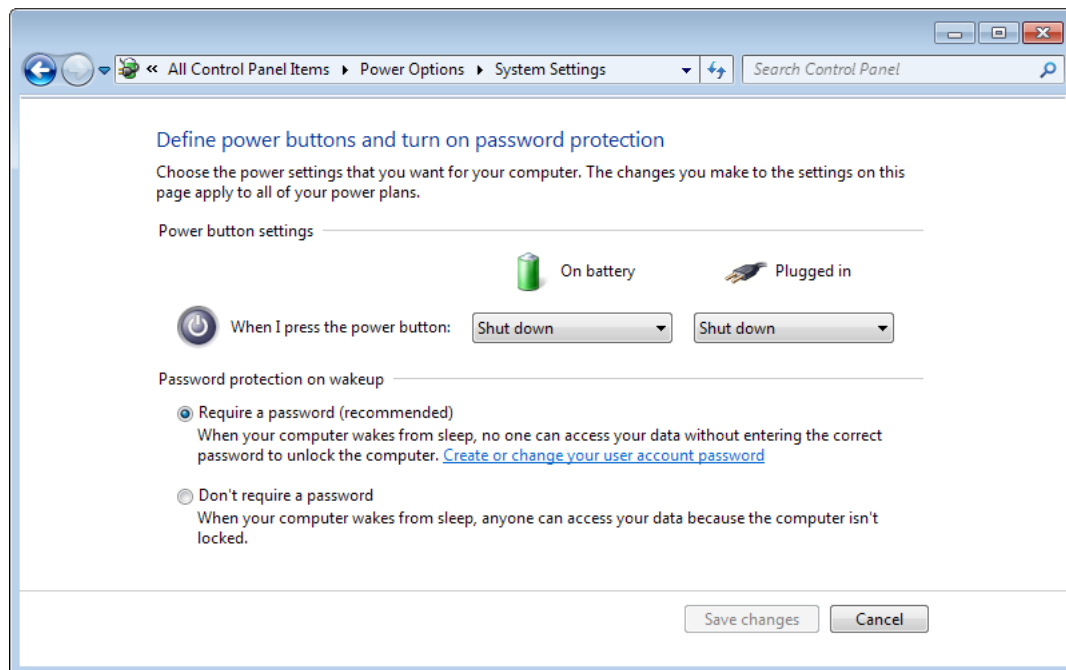 « All Control Panel Items ▸ Power Options ▸ System Settings
Search Control Panel
Define power buttons and turn on password protection
Choose the power settings that you want for your computer. The changes you make to the settings on this
page apply to all of your power plans.
Power button settings
On battery
Plugged in
When I press the power button:
Shut down
Shut down
Password protection on wakeup
Require a password (recommended)
When your computer wakes from sleep, no one can access your data without entering the correct
password to unlock the computer. Create or change your user account password
Don't require a password
When your computer wakes from sleep, anyone can access your data because the computer isn't
locked.
Save changes
Cancel